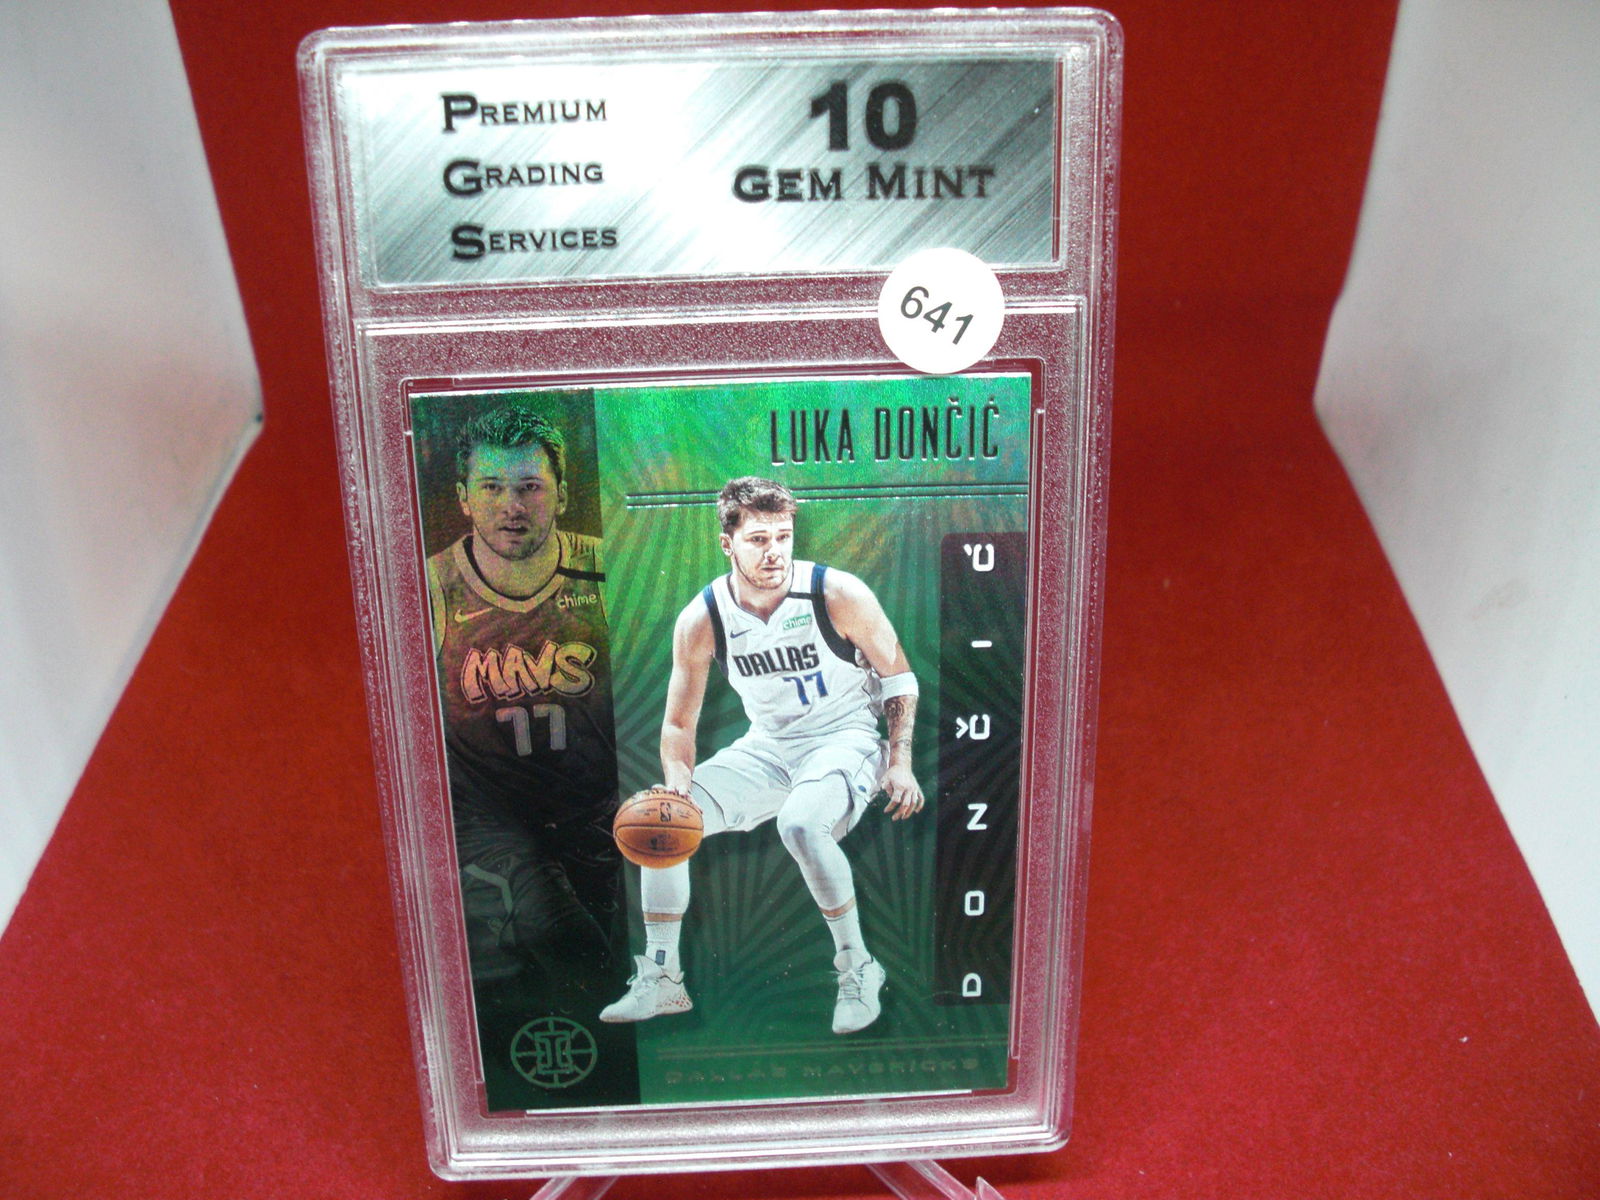 PREMIUM
GRADING
SERVICES
10
GEM MINT
641
LUKA DONČIĆ
chime
MAVS
77
chime
DALLAS
77
DONČIĆ
DALLAS MAVERICKS